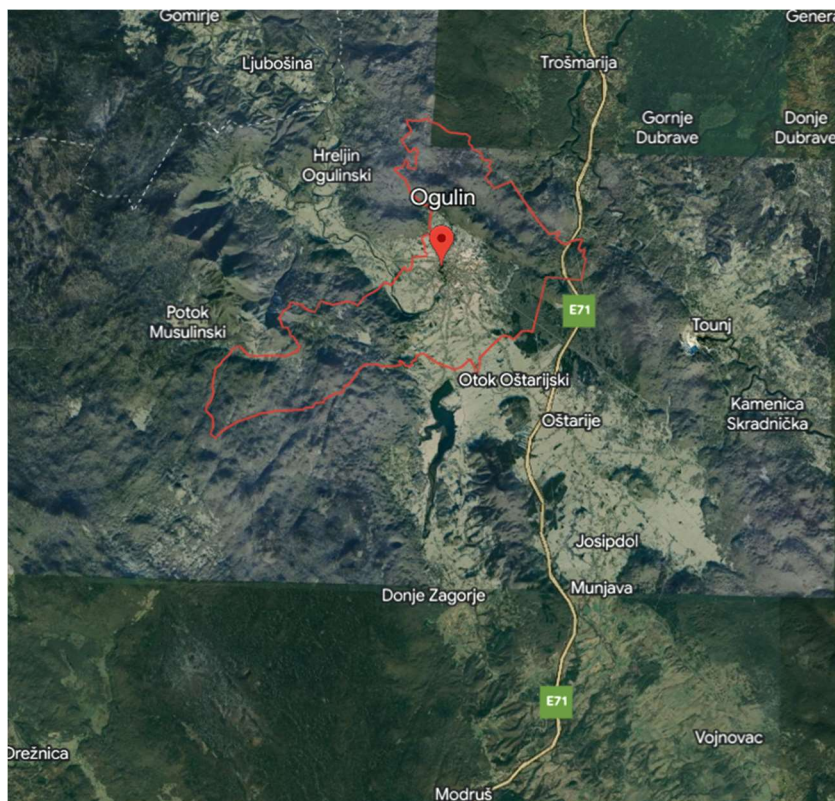 Gomirje
Genera
Ljubošina
Trošmarija
Gornje
Dubrave
Donje
Dubrave
Hreljin
Ogulinski
Ogulin
Potok
Musulinski
E71
Tounj
Otok Oštarijski
Kamenica
Skradnička
Oštarije
Josipdol
Munjava
Donje Zagorje
E71
Vojnovac
Drežnica
Modruš